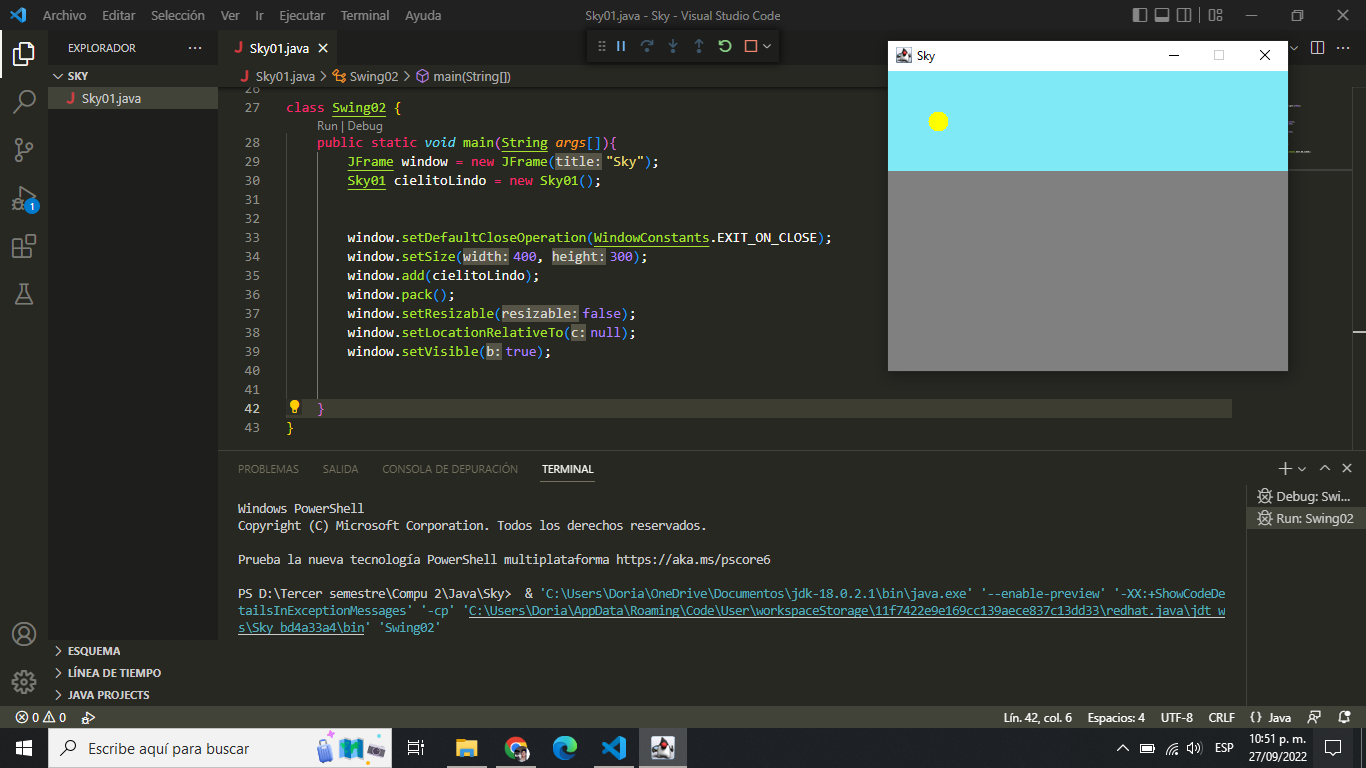 Archivo Editar Selección Ver Ir Ejecutar Terminal Ayuda Sky01.java - Sky - Visual Studio Code
EXPLORADOR ···
Sky01.java
SKY
Sky01.java
Sky01.java > Swing02 > main(String[])
Sky
26
27 class Swing02 {
Run | Debug
28 public static void main(String args[]){
29 JFrame window = new JFrame(title: "Sky");
30 Sky01 cielitoLindo = new Sky01();
31
32
33 window.setDefaultCloseOperation(WindowConstants.EXIT_ON_CLOSE);
34 window.setSize(width: 400, height: 300);
35 window.add(cielitoLindo);
36 window.pack();
37 window.setResizable(resizable: false);
38 window.setLocationRelativeTo(c: null);
39 window.setVisible(b: true);
40
41
42 }
43 }
1
PROBLEMAS SALIDA CONSOLA DE DEPURACIÓN TERMINAL
Windows PowerShell
Copyright (C) Microsoft Corporation. Todos los derechos reservados.
Prueba la nueva tecnología PowerShell multiplataforma https://aka.ms/pscore6
PS D:\Tercer semestre\Compu 2\Java\Sky>  & 'C:\Users\Doria\OneDrive\Documentos\jdk-18.0.2.1\bin\java.exe' '--enable-preview' '-XX:+ShowCodeDe
tailsInExceptionMessages' '-cp' 'C:\Users\Doria\AppData\Roaming\Code\User\workspaceStorage\11f7422e9e169cc139aece837c13dd33\redhat.java\jdt_w
s\Sky_bd4a33a4\bin' 'Swing02'
Debug: Swi...
Run: Swing02
ESQUEMA
LÍNEA DE TIEMPO
JAVA PROJECTS
0 0 Lín. 42, col. 6 Espacios: 4 UTF-8 CRLF {} Java
Escribe aquí para buscar
ESP
10:51 p. m.
27/09/2022